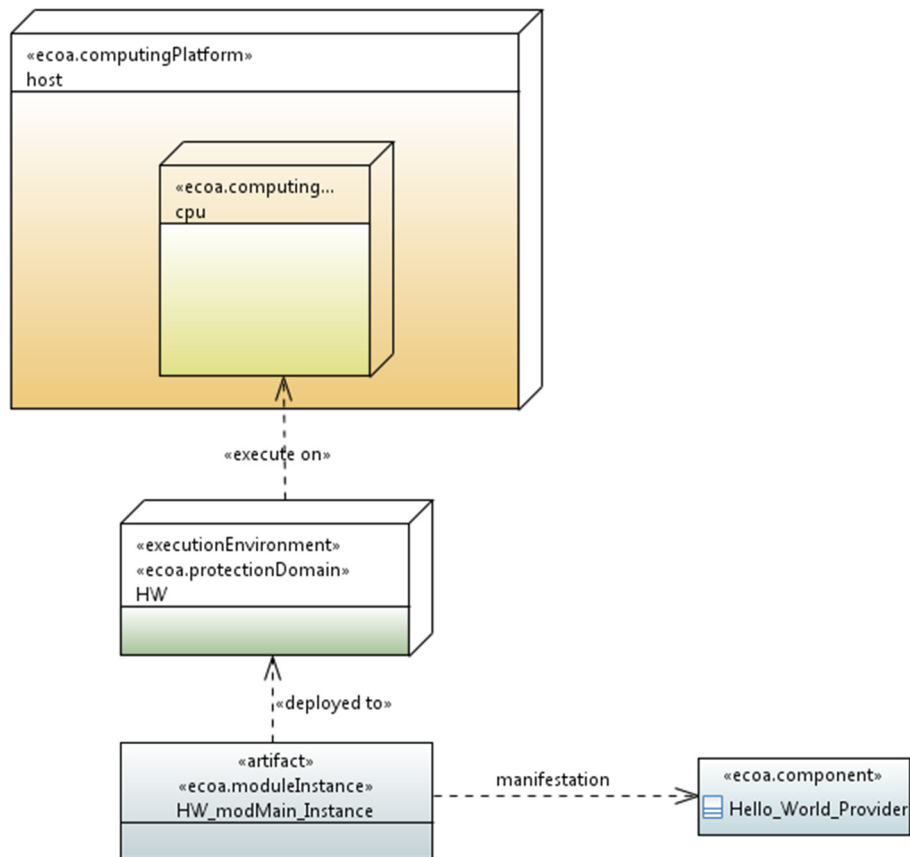 «ecoa.computingPlatform»
host
«ecoa.computing...
cpu
«execute on»
«executionEnvironment»
«ecoa.protectionDomain»
HW
«deployed to»
«artifact»
«ecoa.moduleInstance»
HW_modMain_Instance
manifestation
«ecoa.component»
Hello_World_Provider